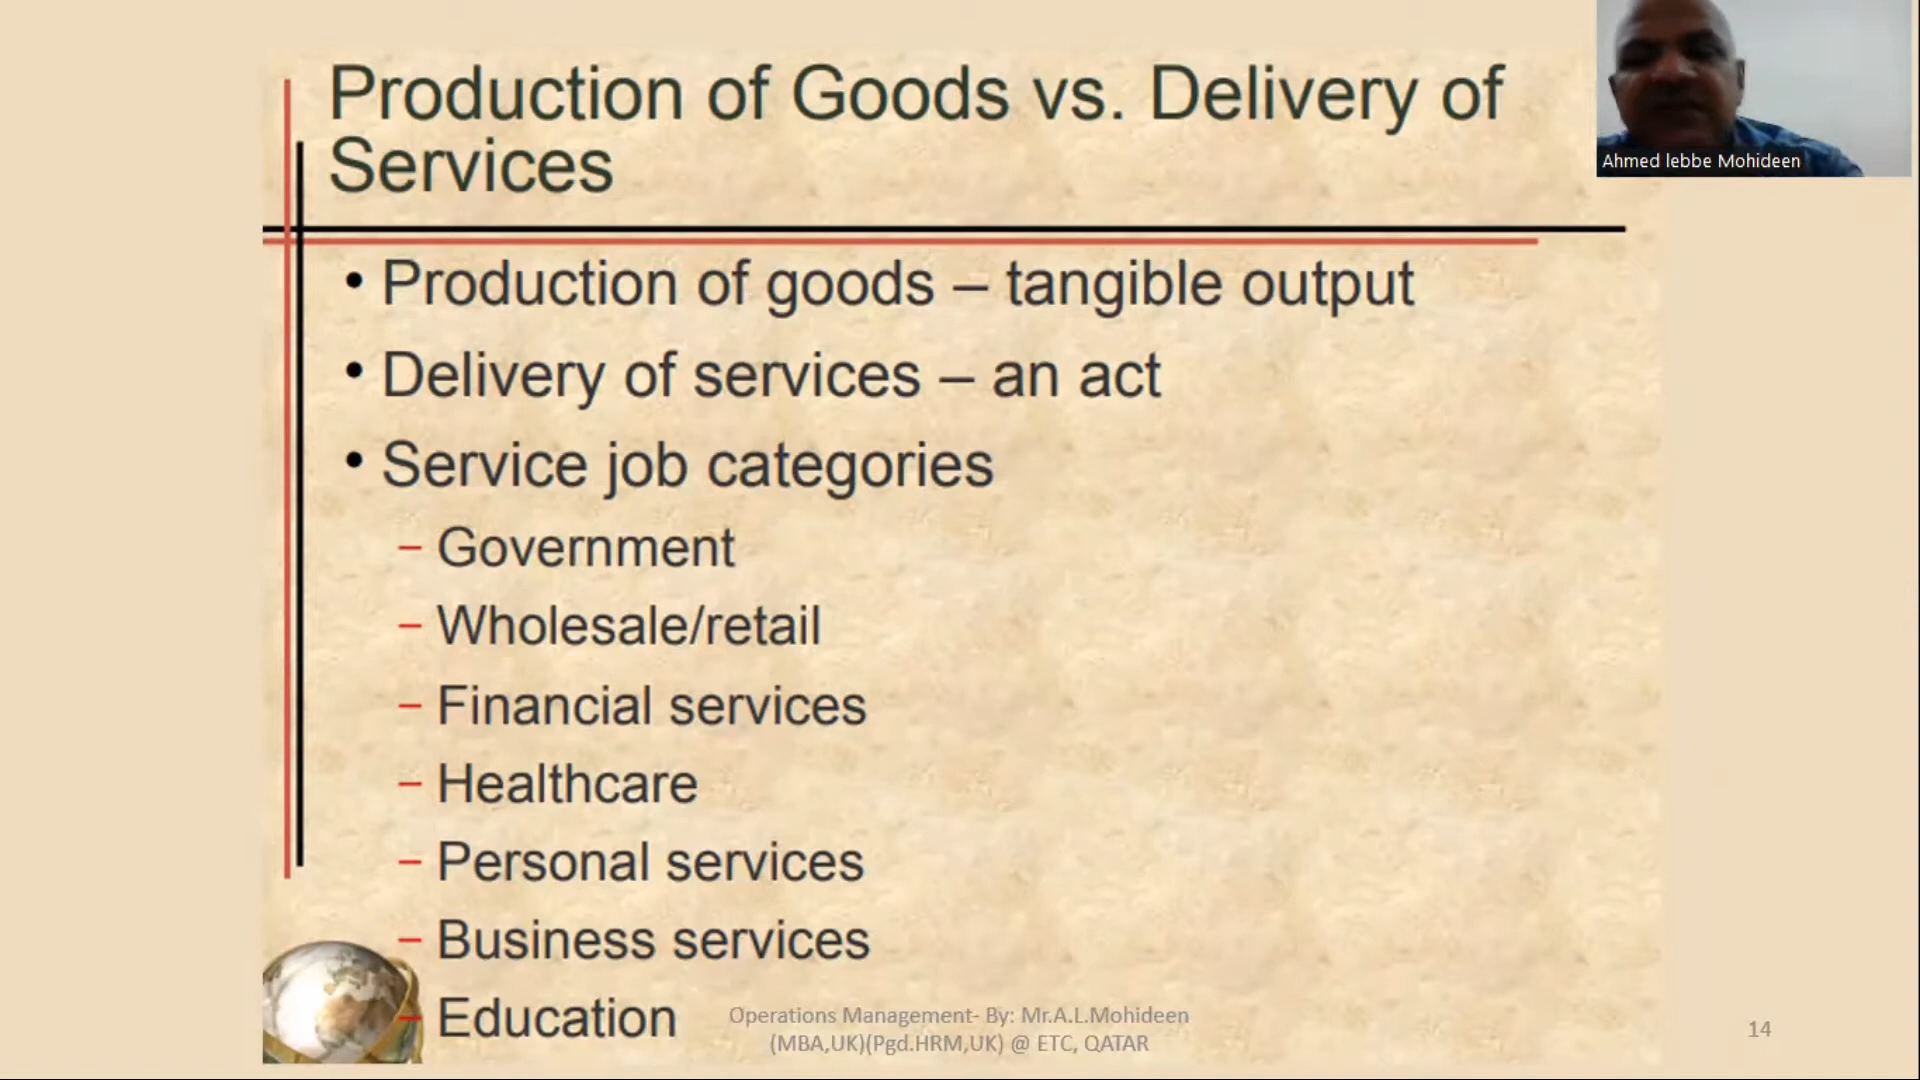 Production of Goods vs. Delivery of
Services
• Production of goods – tangible output
• Delivery of services – an act
• Service job categories
– Government
– Wholesale/retail
– Financial services
– Healthcare
– Personal services
– Business services
– Education
Operations Management- By: Mr.A.L.Mohideen
(MBA,UK)(Pgd.HRM,UK) @ ETC, QATAR
14
Ahmed lebbe Mohideen